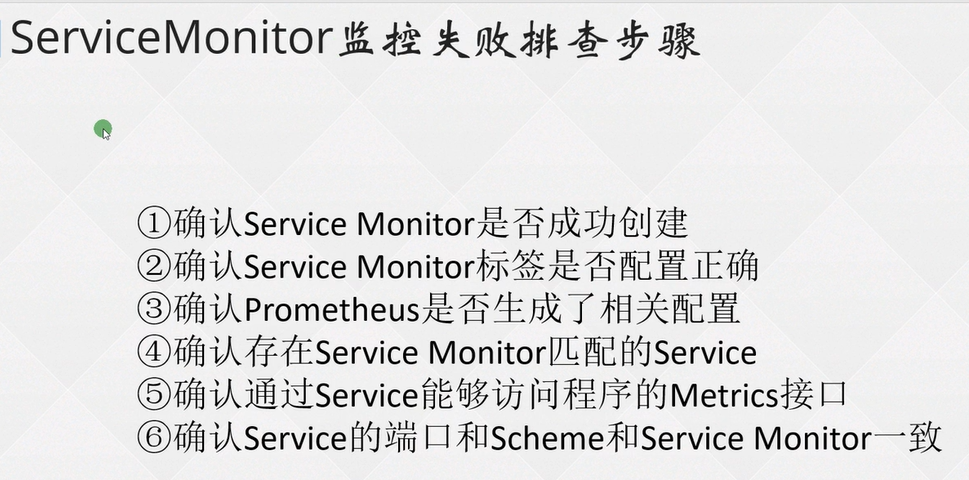 ServiceMonitor监控失败排查步骤
①确认Service Monitor是否成功创建
②确认Service Monitor标签是否配置正确
③确认Prometheus是否生成了相关配置
④确认存在Service Monitor匹配的Service
⑤确认通过Service能够访问程序的Metrics接口
⑥确认Service的端口和Scheme和Service Monitor一致